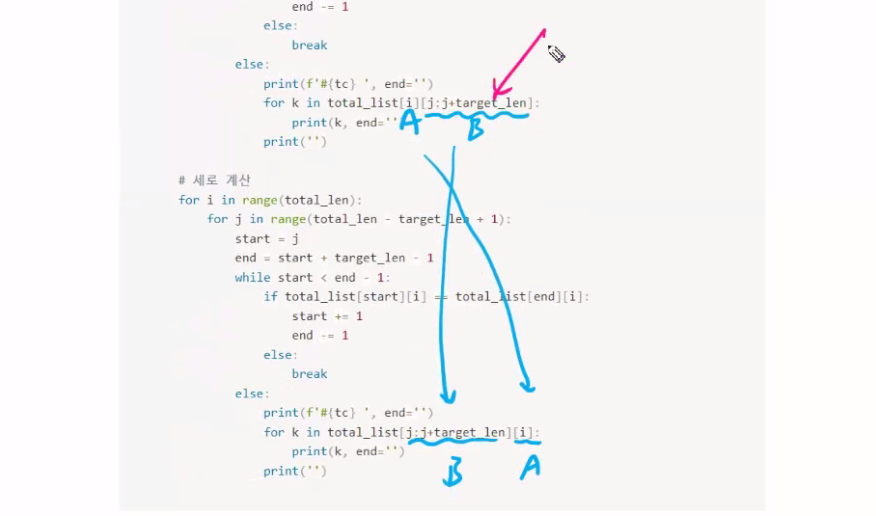 end -= 1
else:
break
else:
print(f'#{tc} ', end='')
for k in total_list[i][j:j+target_len]:
print(k, end=''
A
B
print('')
# 세로 계산
for i in range(total_len):
for j in range(total_len - target_len + 1):
start = j
end = start + target_len - 1
while start < end - 1:
if total_list[start][i] == total_list[end][i]:
start += 1
end -= 1
else:
break
else:
print(f'#{tc} ', end='')
for k in total_list[j:j+target_len][i]:
print(k, end='')
B
A
print('')